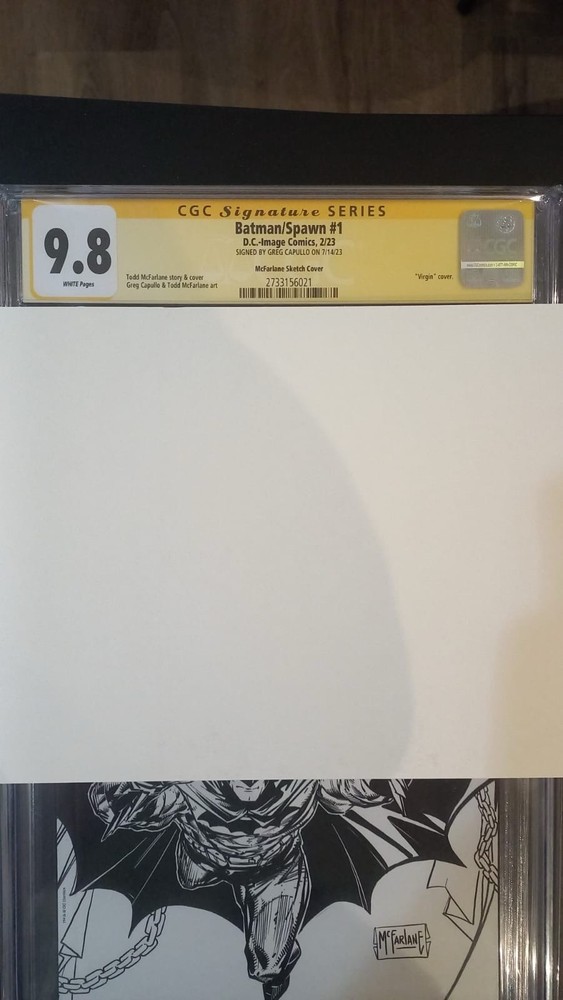 CGC Signature SERIES
Batman/Spawn #1
D.C.-Image Comics, 2/23
SIGNED BY GREG CAPULLO ON 7/14/23
McFarlane Sketch Cover
9.8
WHITE Pages
Todd McFarlane story & cover
Greg Capullo & Todd McFarlane art
2733156021
"Virgin" cover.
CGC
McFARLANE